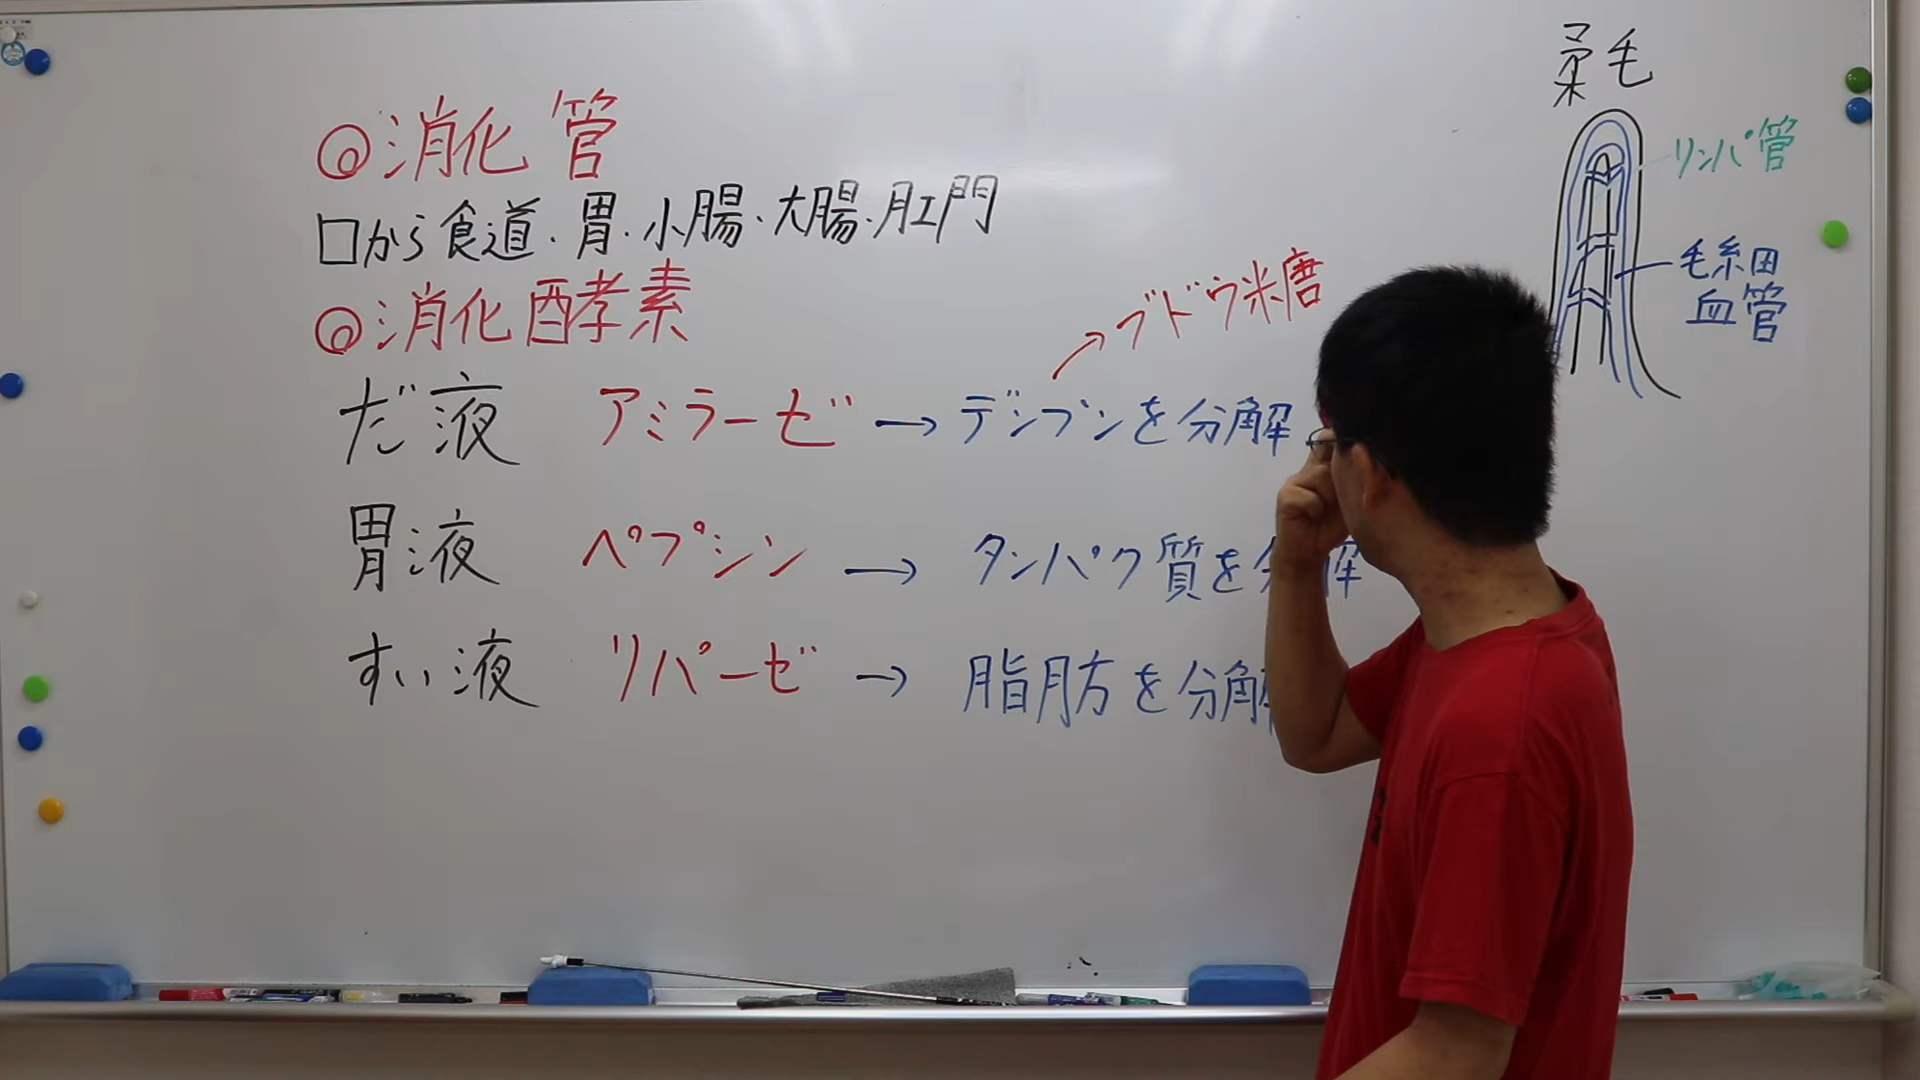 ◎消化管
口から食道・胃・小腸・大腸・肛門
◎消化酵素
→ブドウ糖
だ液 アミラーゼ → デンプンを分解
胃液 ペプシン → タンパク質を分解
すい液 リパーゼ → 脂肪を分解
柔毛
リンパ管
毛細
血管